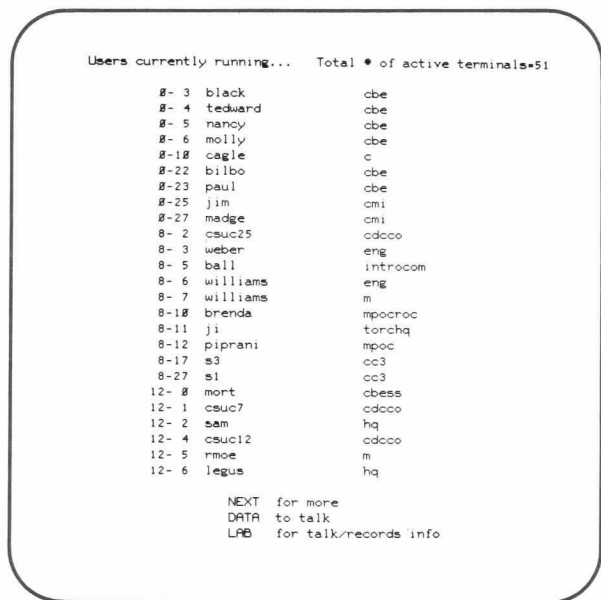 Users currently running... Total # of active terminals=51
0- 3 black cbe
0- 4 tedward cbe
0- 5 nancy cbe
0- 6 molly cbe
0-10 cagle c
0-22 bilbo cbe
0-23 paul cbe
0-25 jim cmi
0-27 madge cmi
8- 2 csuc25 cdcco
8- 3 weber eng
8- 5 ball introcom
8- 6 williams eng
8- 7 williams m
8-10 brenda mpocroc
8-11 ji torchq
8-12 piprani mpoc
8-17 s3 cc3
8-27 s1 cc3
12- 0 mort cbess
12- 1 csuc7 cdcco
12- 2 sam hq
12- 4 csuc12 cdcco
12- 5 rmoe m
12- 6 legus hq
NEXT for more
DATA to talk
LAB for talk/records info